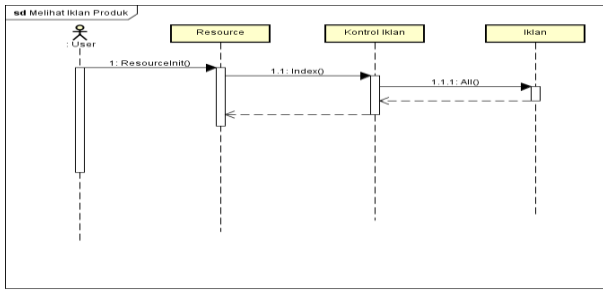 sd Melihat Iklan Produk
: User
Resource
Kontrol Iklan
Iklan
1: ResourceInit()
1.1: Index()
1.1.1: All()